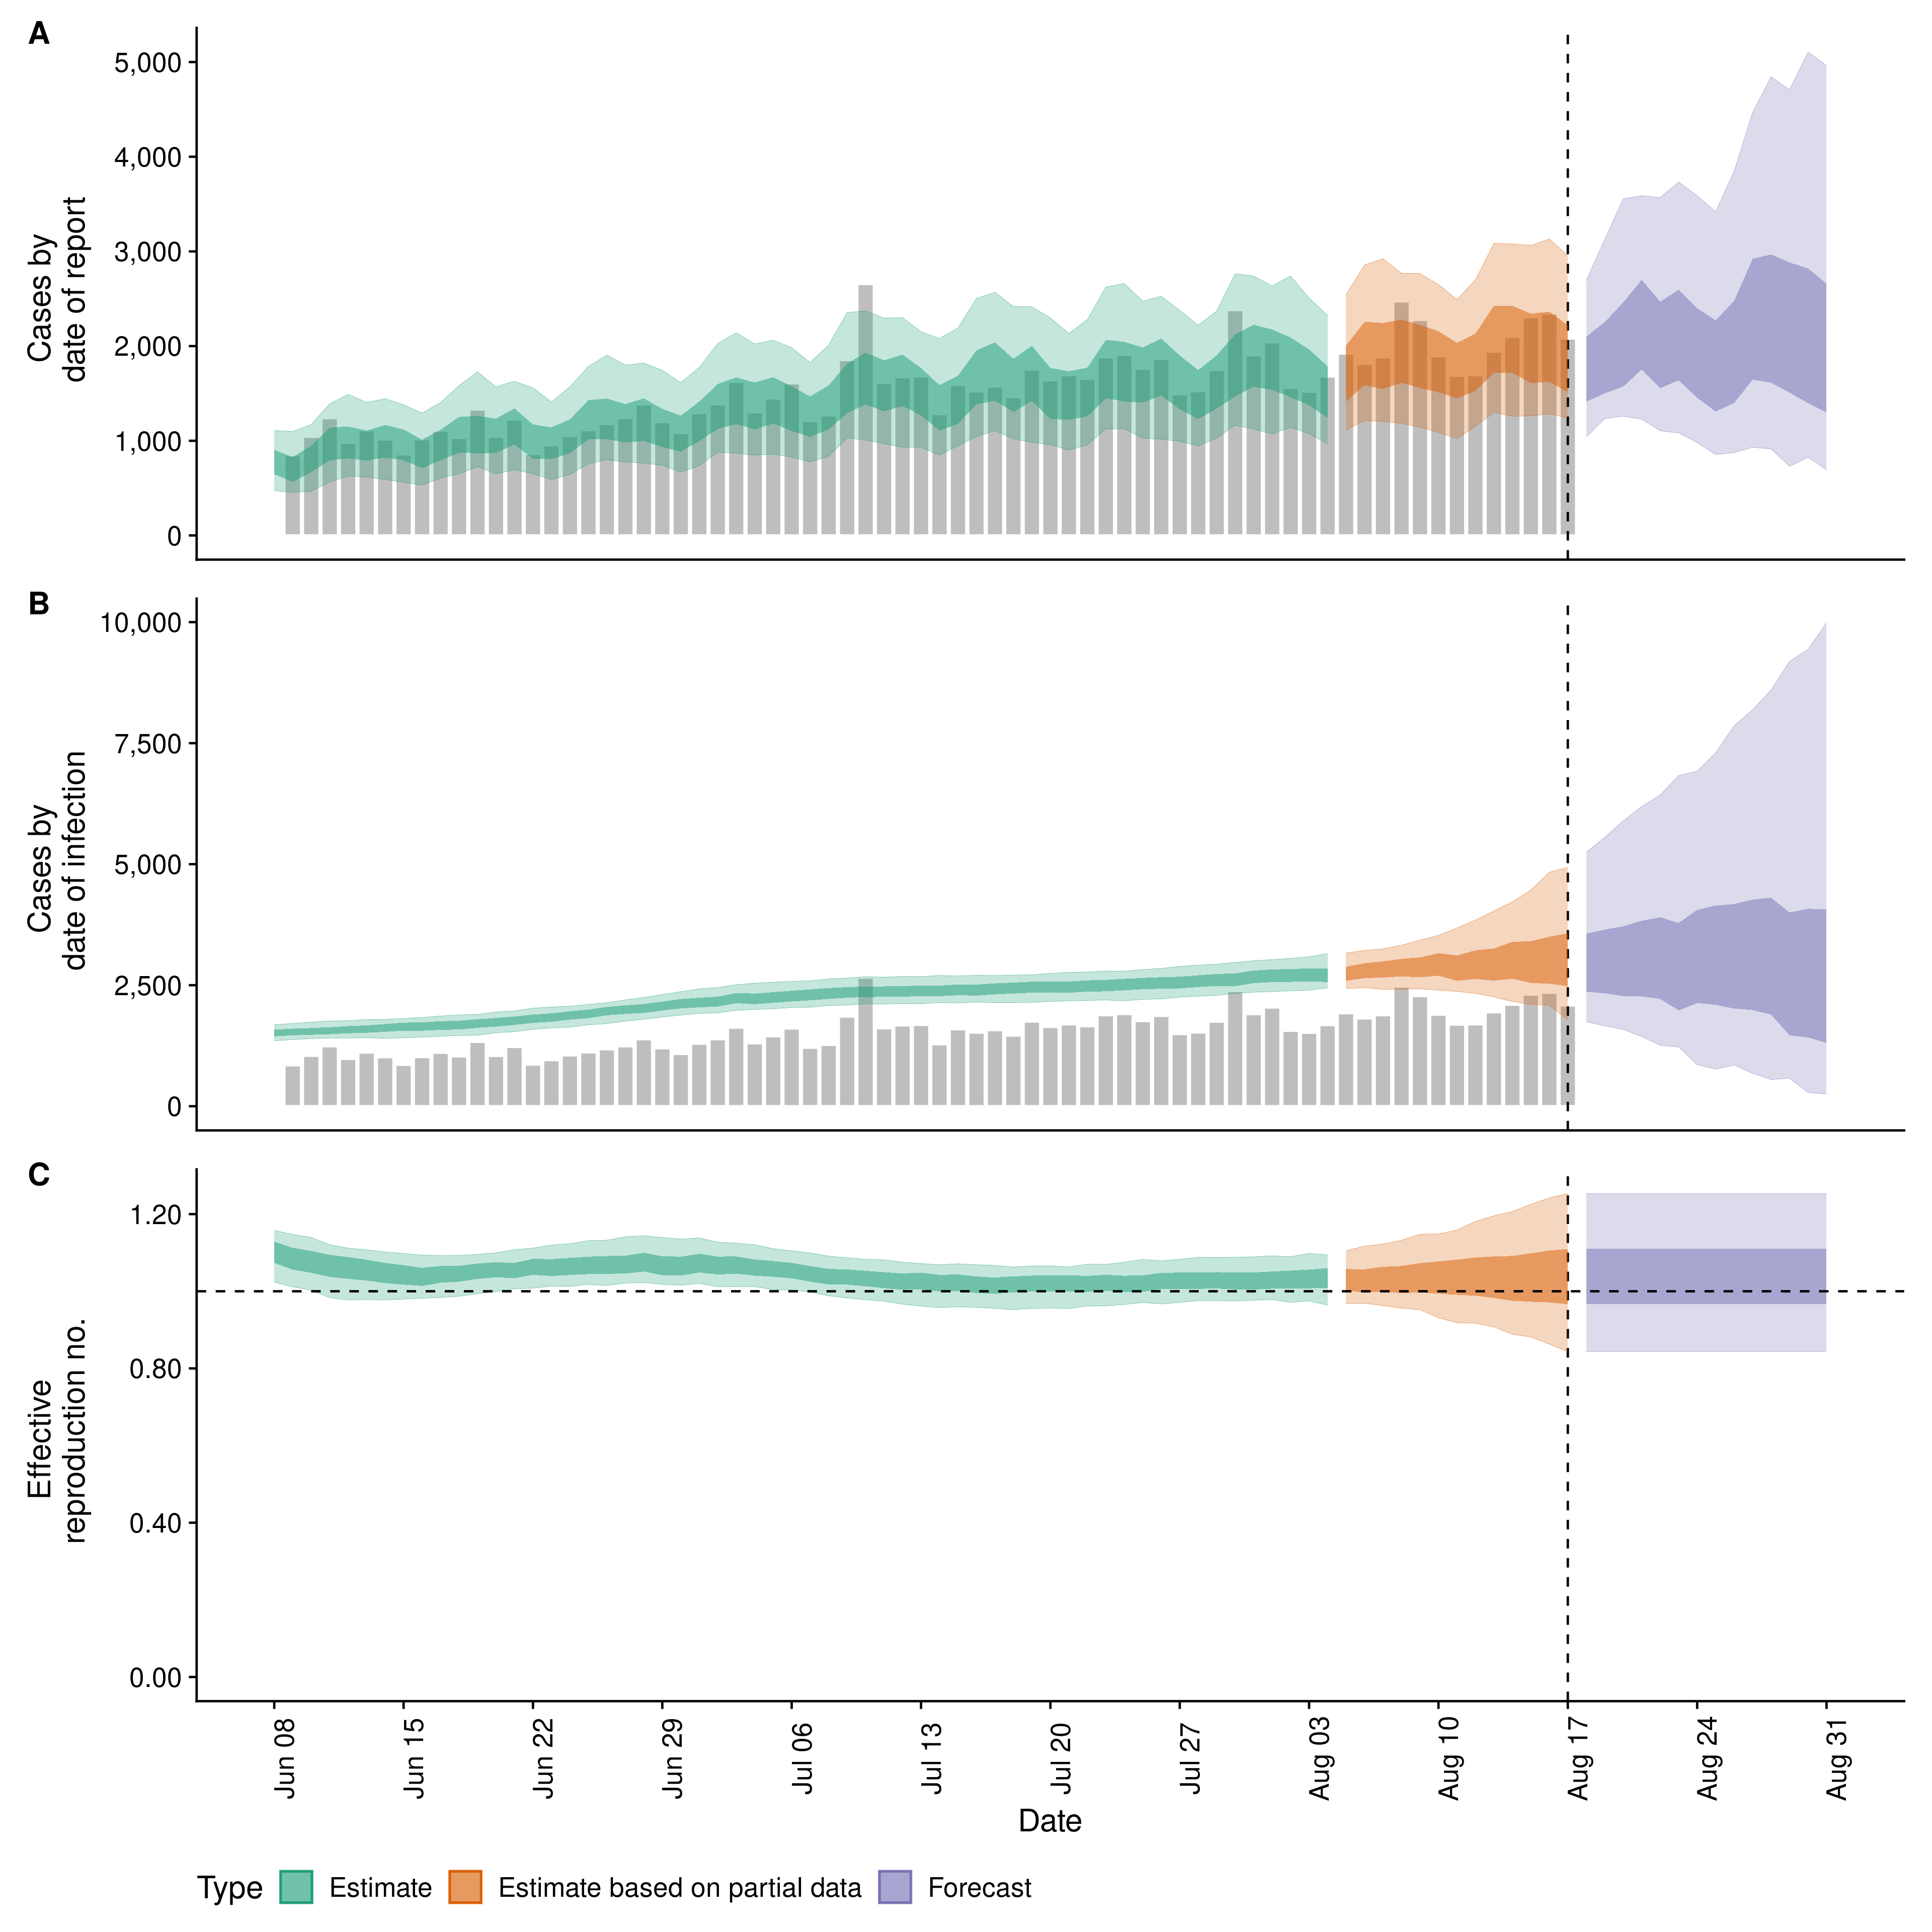 A
5,000
4,000
3,000
2,000
1,000
0
Cases by
date of report
B
10,000
7,500
5,000
2,500
0
Cases by
date of infection
C
1.20
0.80
0.40
0.00
Effective
reproduction no.
Jun 08
Jun 15
Jun 22
Jun 29
Jul 06
Jul 13
Jul 20
Jul 27
Aug 03
Aug 10
Aug 17
Aug 24
Aug 31
Date
Type Estimate Estimate based on partial data Forecast